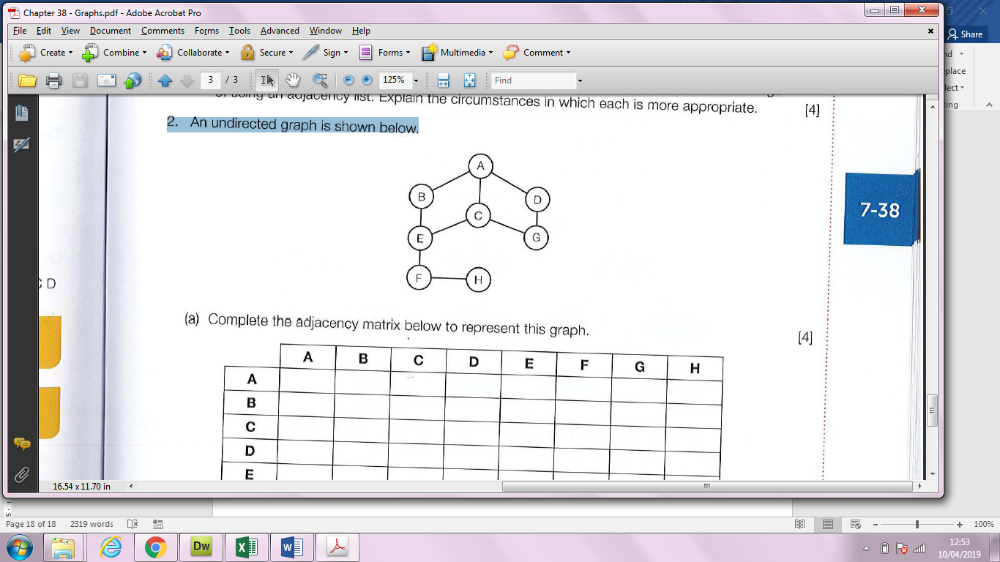 Chapter 38 - Graphs.pdf - Adobe Acrobat Pro
File Edit View Document Comments Forms Tools Advanced Window Help
Share
Create Combine Collaborate Secure Sign Forms Multimedia Comment
3 / 3 125% Find
nd
place
lect
ting
using an adjacency list. Explain the circumstances in which each is more appropriate. [4]
2. An undirected graph is shown below.
A
B D
C
E G
F H
7-38
C D
(a) Complete the adjacency matrix below to represent this graph. [4]
A B C D E F G H
A
B
C
D
E
16.54 x 11.70 in
Page 18 of 18 2319 words 100%
Dw
12:53
10/04/2019